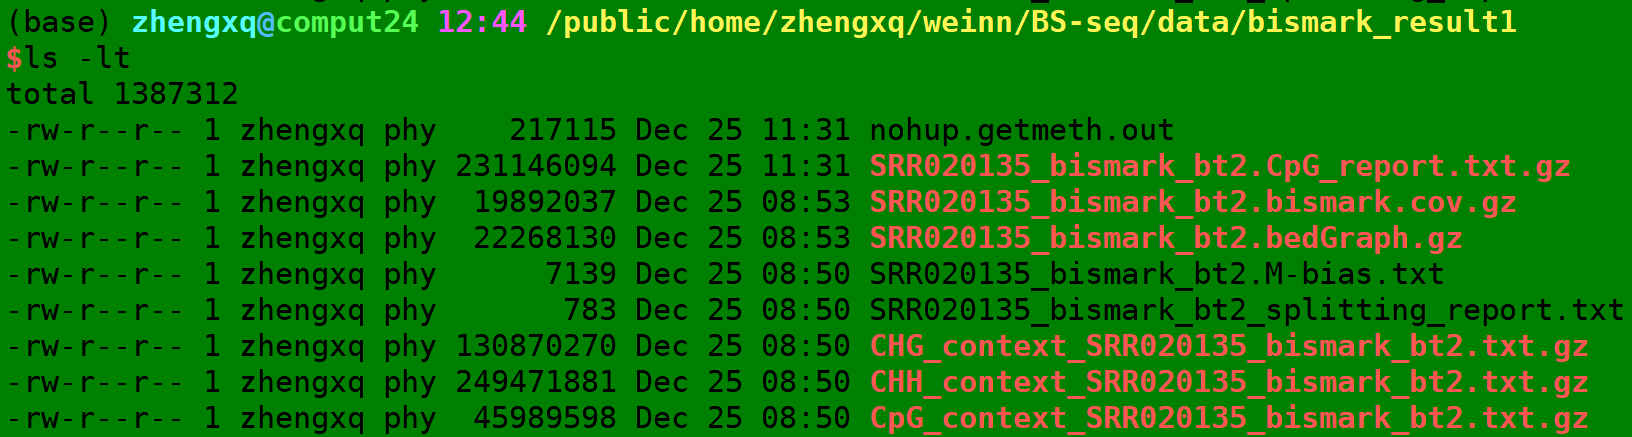 (base) zhengxq@comput24 12:44 /public/home/zhengxq/weinn/BS-seq/data/bismark_result1
$ls -lt
total 1387312
-rw-r--r-- 1 zhengxq phy    217115 Dec 25 11:31 nohup.getmeth.out
-rw-r--r-- 1 zhengxq phy 231146094 Dec 25 11:31 SRR020135_bismark_bt2.CpG_report.txt.gz
-rw-r--r-- 1 zhengxq phy  19892037 Dec 25 08:53 SRR020135_bismark_bt2.bismark.cov.gz
-rw-r--r-- 1 zhengxq phy  22268130 Dec 25 08:53 SRR020135_bismark_bt2.bedGraph.gz
-rw-r--r-- 1 zhengxq phy      7139 Dec 25 08:50 SRR020135_bismark_bt2.M-bias.txt
-rw-r--r-- 1 zhengxq phy       783 Dec 25 08:50 SRR020135_bismark_bt2_splitting_report.txt
-rw-r--r-- 1 zhengxq phy 130870270 Dec 25 08:50 CHG_context_SRR020135_bismark_bt2.txt.gz
-rw-r--r-- 1 zhengxq phy 249471881 Dec 25 08:50 CHH_context_SRR020135_bismark_bt2.txt.gz
-rw-r--r-- 1 zhengxq phy  45989598 Dec 25 08:50 CpG_context_SRR020135_bismark_bt2.txt.gz